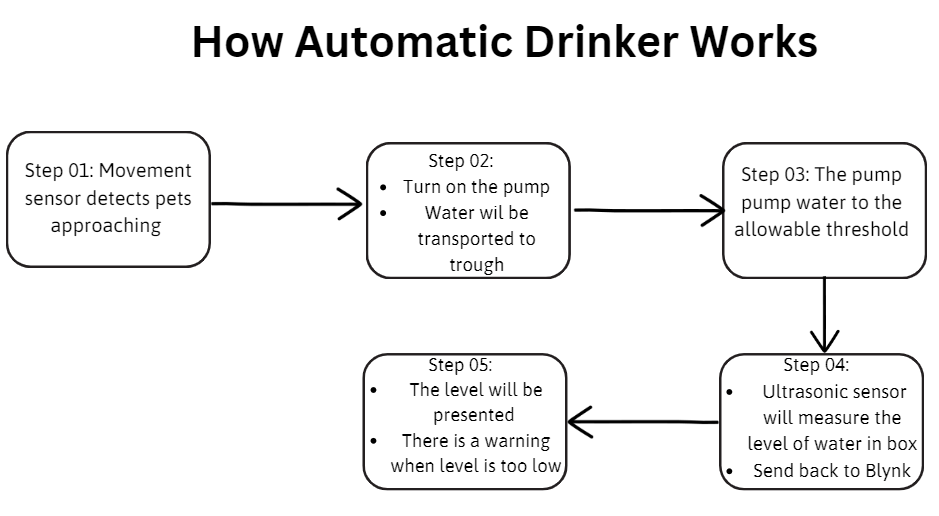 How Automatic Drinker Works
Step 01: Movement
sensor detects pets
approaching
Step 02:
• Turn on the pump
• Water wil be
transported to
trough
Step 03: The pump
pump water to the
allowable threshold
Step 04:
• Ultrasonic sensor
will measure the
level of water in box
• Send back to Blynk
Step 05:
• The level will be
presented
• There is a warning
when level is too low